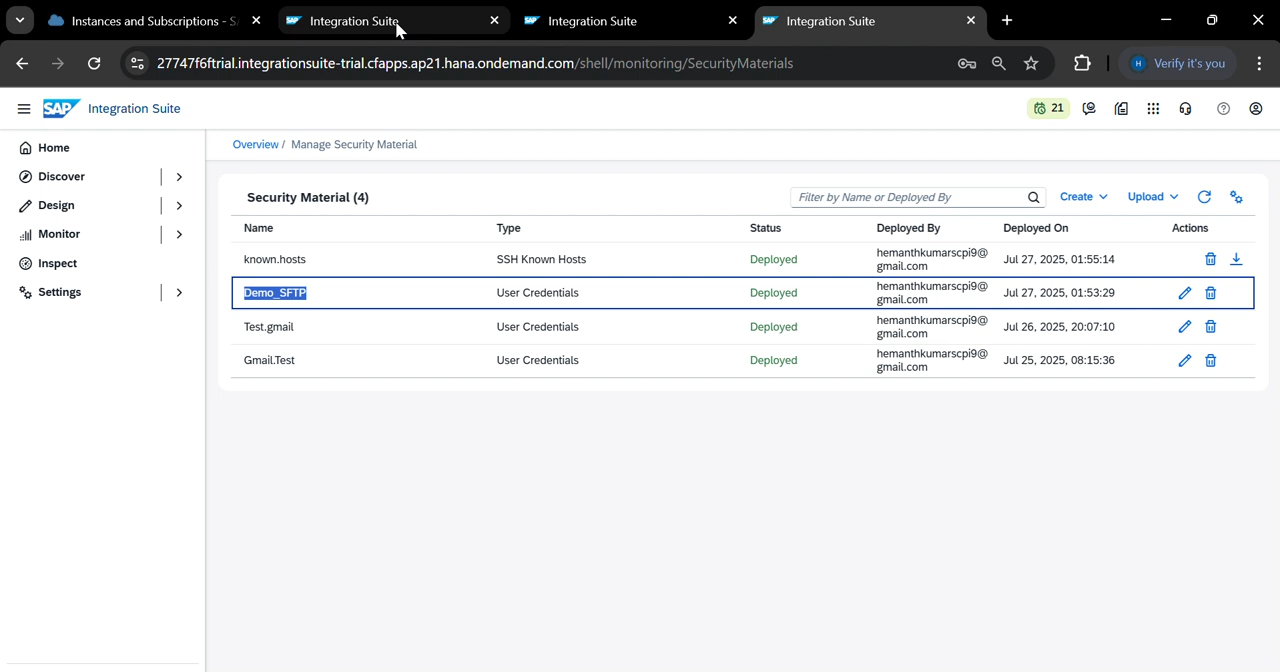 Instances and Subscriptions - S
Integration Suite
Integration Suite
Integration Suite
27747f6ftrial.integrationsuite-trial.cfapps.ap21.hana.ondemand.com/shell/monitoring/SecurityMaterials
H
Verify it's you
SAP Integration Suite
21
Home
Discover
Design
Monitor
Inspect
Settings
Overview / Manage Security Material
Security Material (4)
Filter by Name or Deployed By
Create
Upload
Name Type Status Deployed By Deployed On Actions
known.hosts SSH Known Hosts Deployed hemanthkumarscpi9@ Jul 27, 2025, 01:55:14
gmail.com
Demo_SFTP User Credentials Deployed hemanthkumarscpi9@ Jul 27, 2025, 01:53:29
gmail.com
Test.gmail User Credentials Deployed hemanthkumarscpi9@ Jul 26, 2025, 20:07:10
gmail.com
Gmail.Test User Credentials Deployed hemanthkumarscpi9@ Jul 25, 2025, 08:15:36
gmail.com